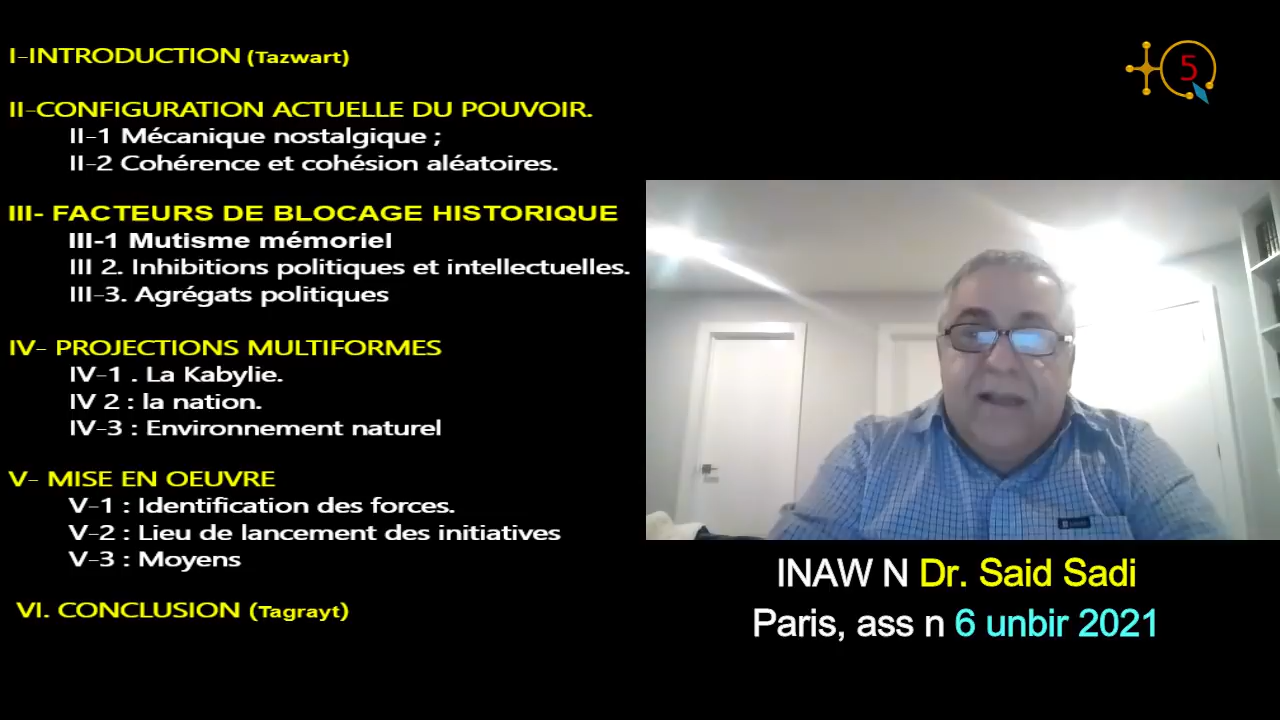 I-INTRODUCTION (Tazwart)
II-CONFIGURATION ACTUELLE DU POUVOIR.
II-1 Mécanique nostalgique ;
II-2 Cohérence et cohésion aléatoires.
III- FACTEURS DE BLOCAGE HISTORIQUE
III-1 Mutisme mémoriel
III 2. Inhibitions politiques et intellectuelles.
III-3. Agrégats politiques
IV- PROJECTIONS MULTIFORMES
IV-1 . La Kabylie.
IV 2 : la nation.
IV-3 : Environnement naturel
V- MISE EN OEUVRE
V-1 : Identification des forces.
V-2 : Lieu de lancement des initiatives
V-3 : Moyens
VI. CONCLUSION (Tagrayt)
5
INAW N Dr. Said Sadi
Paris, ass n 6 unbir 2021